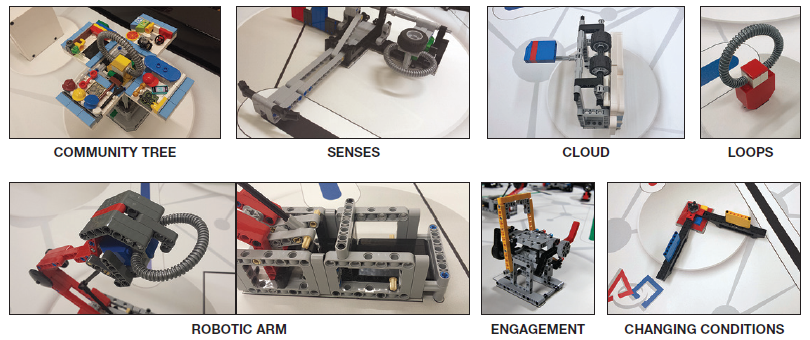 COMMUNITY TREE
SENSES
CLOUD
LOOPS
ROBOTIC ARM
ENGAGEMENT
CHANGING CONDITIONS